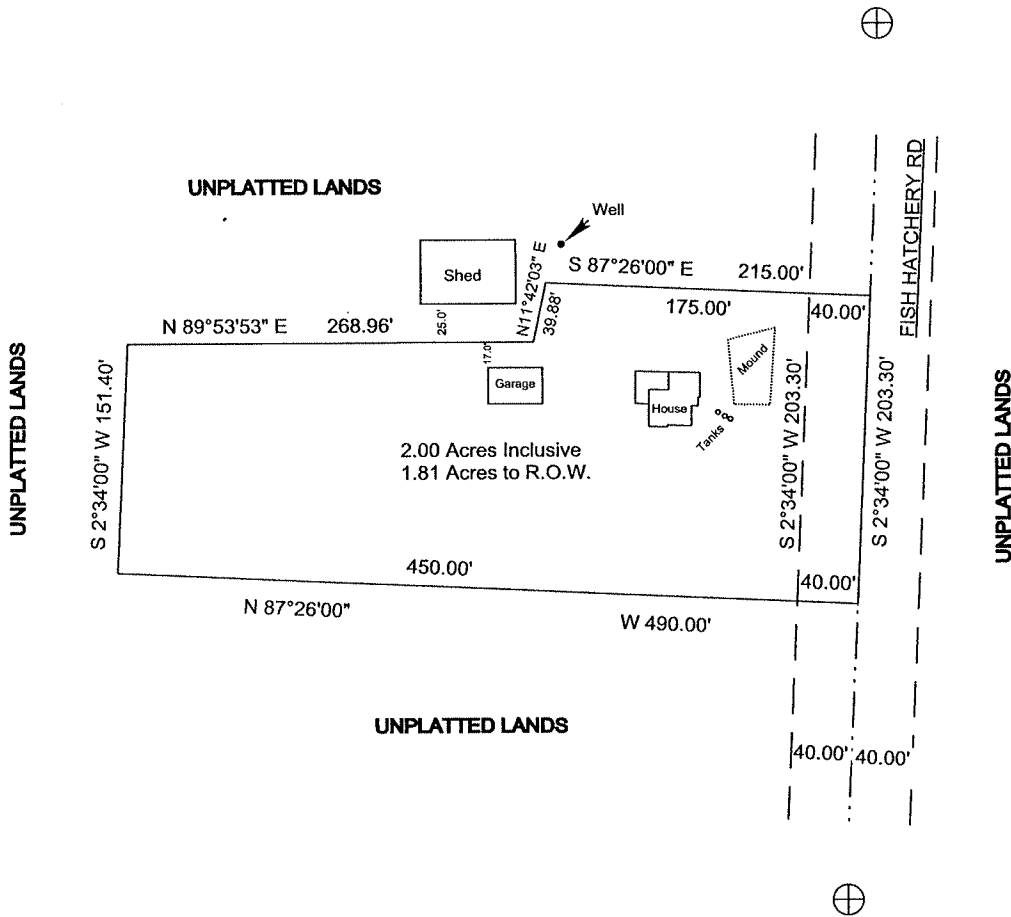 UNPLATTED LANDS
Well
FISH HATCHERY RD
Shed
N11°42'03" E
39.88'
S 87°26'00" E
215.00'
175.00'
40.00'
N 89°53'53" E
268.96'
25.0'
17.0'
Garage
House
Mound
Tanks
UNPLATTED LANDS
S 2°34'00" W 151.40'
S 2°34'00" W 203.30'
S 2°34'00" W 203.30'
UNPLATTED LANDS
2.00 Acres Inclusive
1.81 Acres to R.O.W.
450.00'
40.00'
N 87°26'00"
W 490.00'
UNPLATTED LANDS
40.00'
40.00'